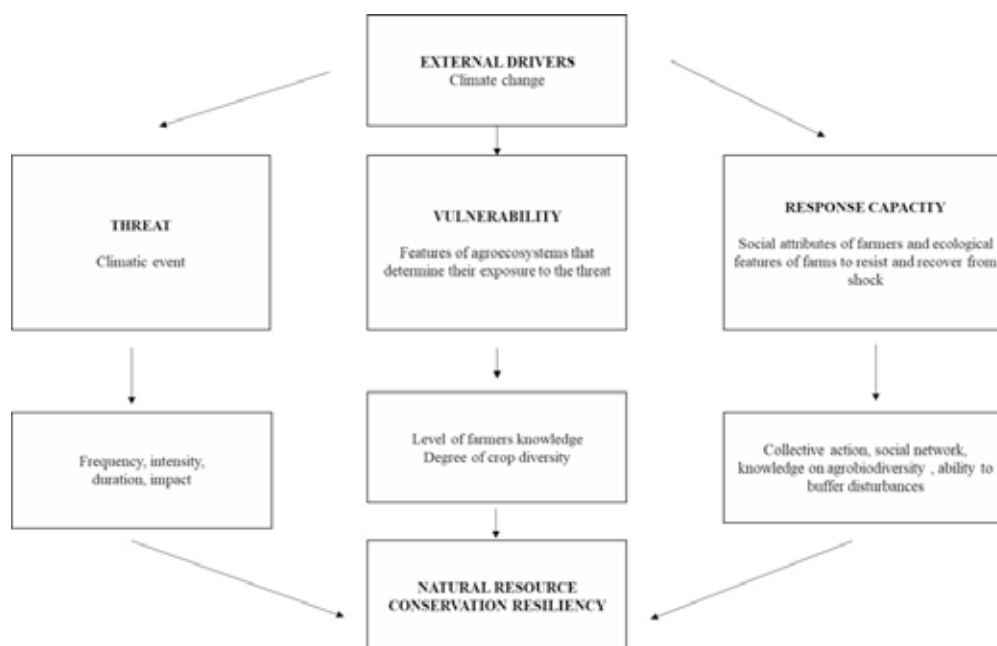 EXTERNAL DRIVERS
Climate change
THREAT
Climatic event
VULNERABILITY
Features of agroecosystems that
determine their exposure to the threat
RESPONSE CAPACITY
Social attributes of farmers and ecological
features of farms to resist and recover from
shock
Frequency, intensity,
duration, impact
Level of farmers knowledge
Degree of crop diversity
Collective action, social network,
knowledge on agrobiodiversity , ability to
buffer disturbances
NATURAL RESOURCE
CONSERVATION RESILIENCY